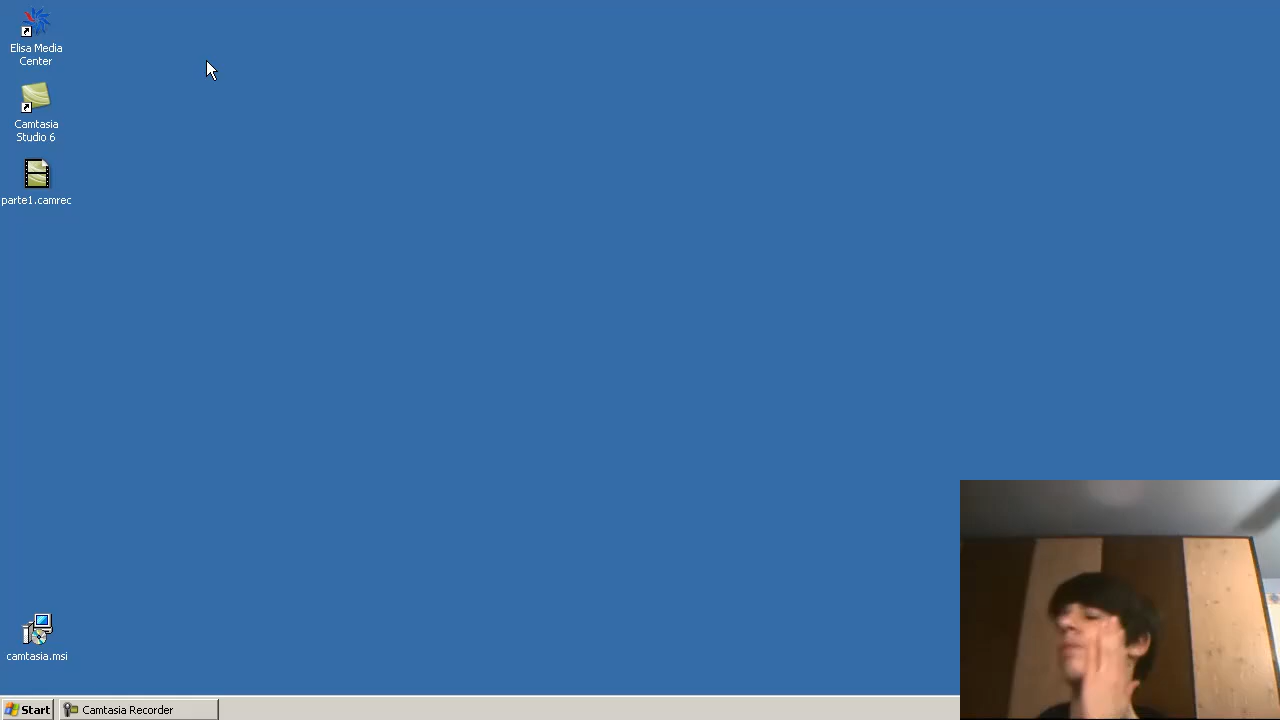 Elisa Media
Center
Camtasia
Studio 6
parte1.camrec
camtasia.msi
Start
Camtasia Recorder